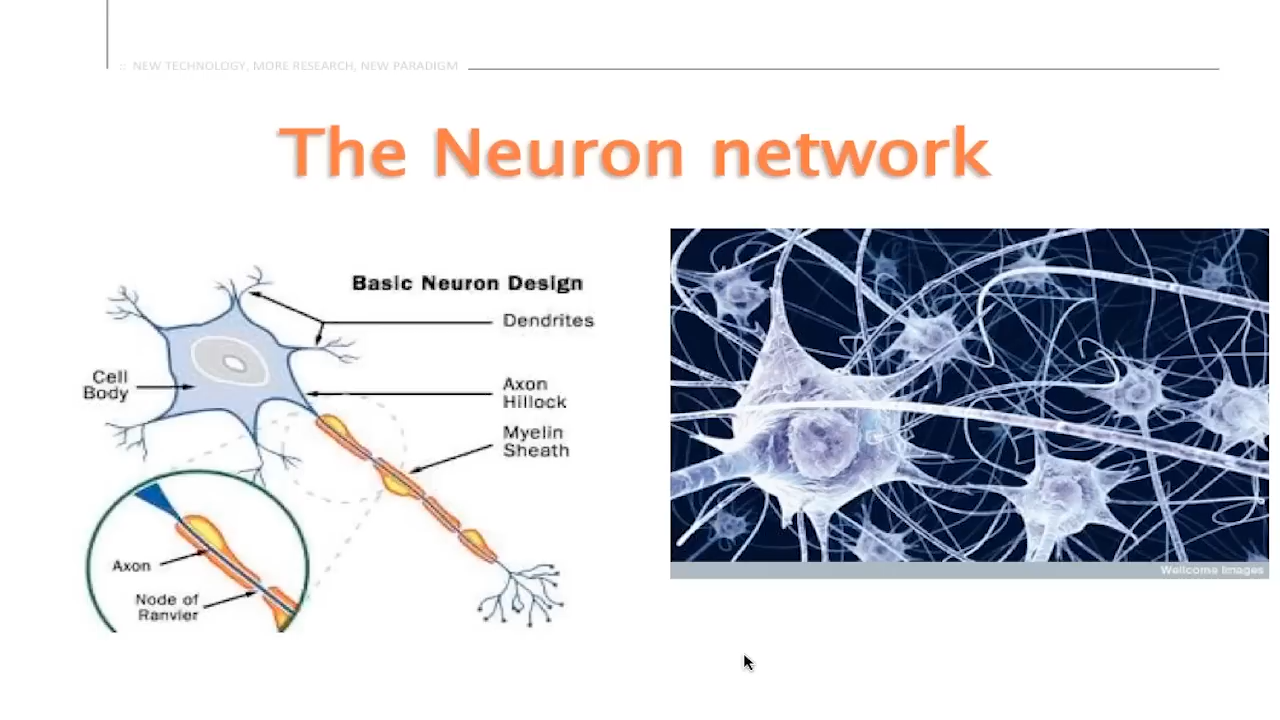 :: NEW TECHNOLOGY, MORE RESEARCH, NEW PARADIGM
The Neuron network
Basic Neuron Design
Dendrites
Cell
Body
Axon
Hillock
Myelin
Sheath
Axon
Node of
Ranvier
Wellcome Images